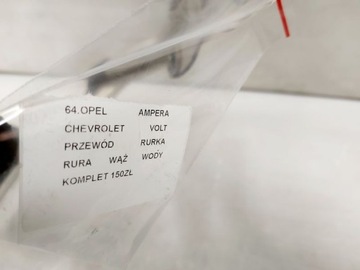 64.OPEL AMPERA
CHEVROLET VOLT
PRZEWÓD RURKA
RURA WĄŻ WODY
KOMPLET 150ZL